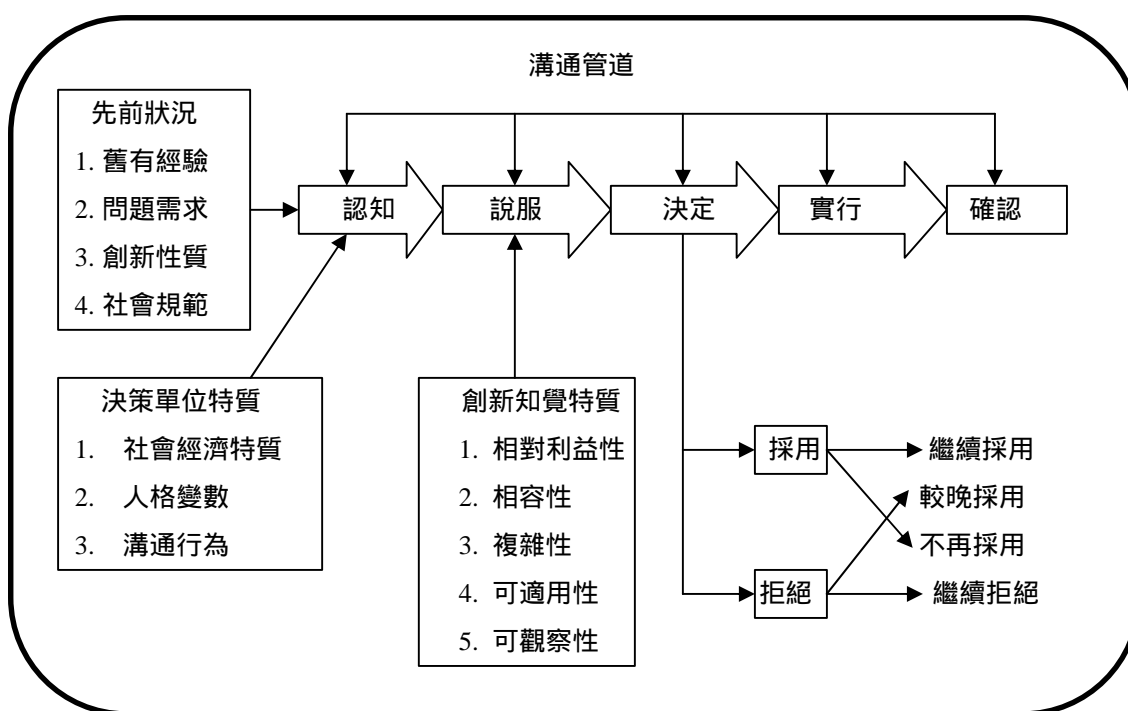 溝通管道
先前狀況
1. 舊有經驗
2. 問題需求
3. 創新性質
4. 社會規範
認知
說服
決定
實行
確認
決策單位特質
1. 社會經濟特質
2. 人格變數
3. 溝通行為
創新知覺特質
1. 相對利益性
2. 相容性
3. 複雜性
4. 可適用性
5. 可觀察性
採用
繼續採用
較晚採用
不再採用
拒絕
繼續拒絕